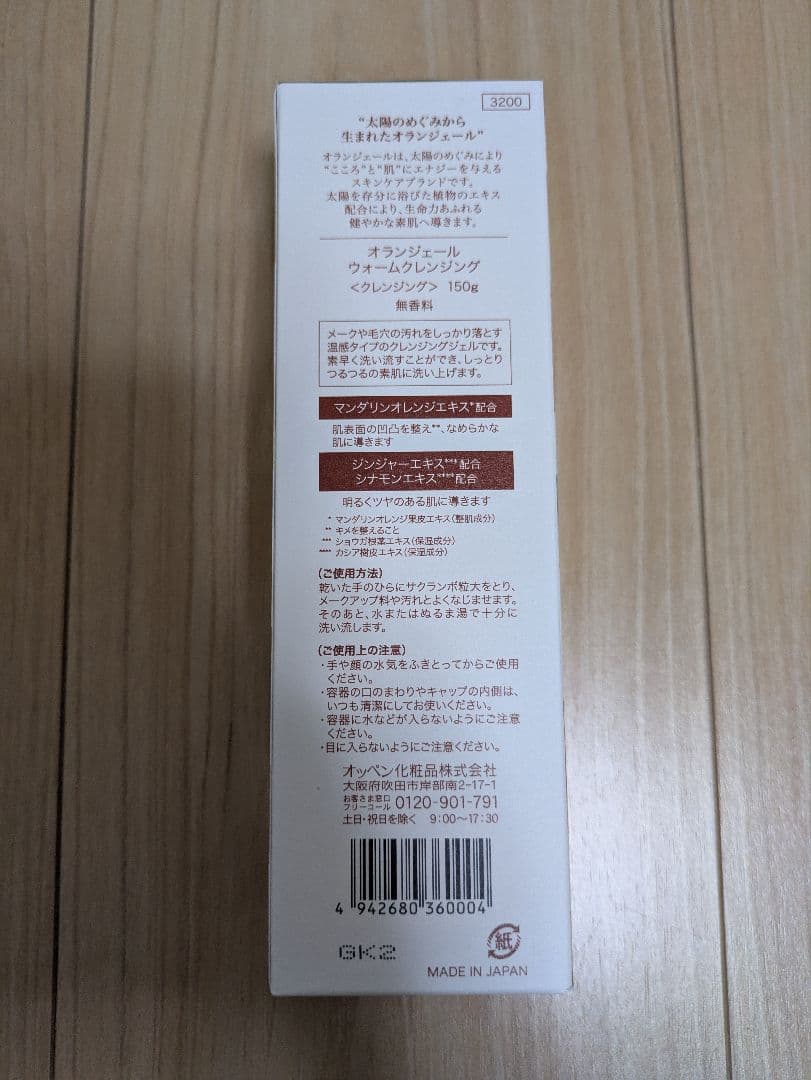 3200
“太陽のめぐみから
生まれたオランジェール”
オランジェールは、太陽のめぐみにより
“こころ”と“肌”にエナジーを与える
スキンケアブランドです。
太陽を存分に浴びた植物のエキス
配合により、生命力あふれる
健やかな素肌へ導きます。
オランジェール
ウォームクレンジング
＜クレンジング＞ 150g
無香料
メークや毛穴の汚れをしっかり落とす
温感タイプのクレンジングジェルです。
素早く洗い流すことができ、しっとり
つるつるの素肌に洗い上げます。
マンダリンオレンジエキス*配合
肌表面の凹凸を整え**、なめらかな
肌に導きます
ジンジャーエキス***配合
シナモンエキス****配合
明るくツヤのある肌に導きます
* マンダリンオレンジ果皮エキス（整肌成分）
** キメを整えること
*** ショウガ根茎エキス（保湿成分）
**** カシア樹皮エキス（保湿成分）
〔ご使用方法〕
乾いた手のひらにサクランボ粒大をとり、
メークアップ料や汚れとよくなじませます。
そのあと、水またはぬるま湯で十分に
洗い流します。
〔ご使用上の注意〕
・手や顔の水気をふきとってからご使用
ください。
・容器の口のまわりやキャップの内側は、
いつも清潔にしてお使いください。
・容器に水などが入らないようにご注意
ください。
・目に入らないようにご注意ください。
オッペン化粧品株式会社
大阪府吹田市岸部南2-17-1
お客さま窓口
フリーコール 0120-901-791
土日・祝日を除く 9:00〜17:30
4 942680 360004
紙
GK2
MADE IN JAPAN